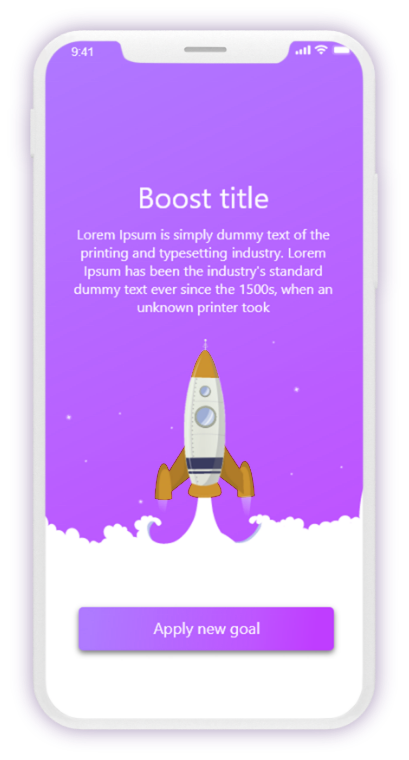 9:41
Boost title
Lorem Ipsum is simply dummy text of the
printing and typesetting industry. Lorem
Ipsum has been the industry's standard
dummy text ever since the 1500s, when an
unknown printer took
Apply new goal